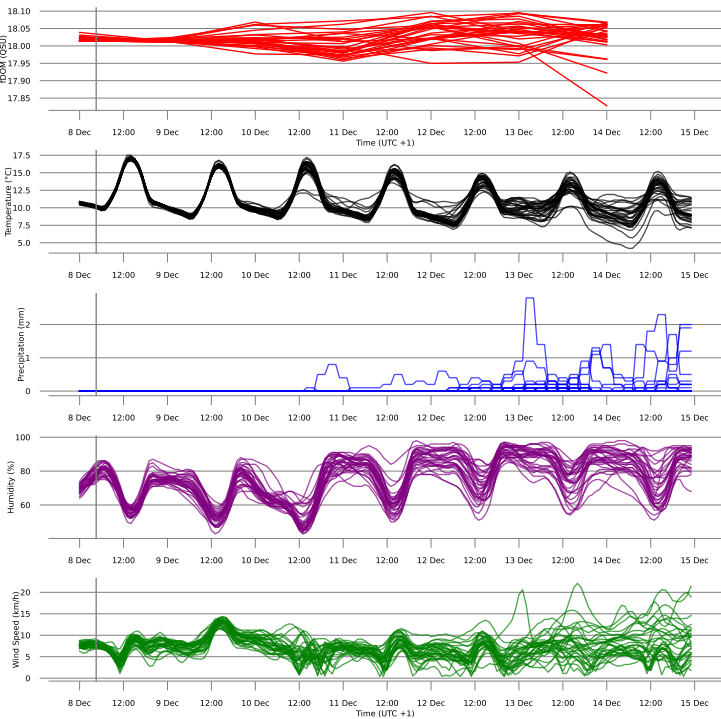 18.10
18.05
18.00
17.95
17.90
17.85
fDOM (QSU)
8 Dec 12:00 9 Dec 12:00 10 Dec 12:00 11 Dec 12:00 12 Dec 12:00 13 Dec 12:00 14 Dec 12:00 15 Dec
Time (UTC +1)
17.5
15.0
12.5
10.0
7.5
5.0
Temperature (°C)
8 Dec 12:00 9 Dec 12:00 10 Dec 12:00 11 Dec 12:00 12 Dec 12:00 13 Dec 12:00 14 Dec 12:00 15 Dec
2
1
0
Precipitation (mm)
8 Dec 12:00 9 Dec 12:00 10 Dec 12:00 11 Dec 12:00 12 Dec 12:00 13 Dec 12:00 14 Dec 12:00 15 Dec
100
80
60
Humidity (%)
8 Dec 12:00 9 Dec 12:00 10 Dec 12:00 11 Dec 12:00 12 Dec 12:00 13 Dec 12:00 14 Dec 12:00 15 Dec
20
15
10
5
0
Wind Speed (km/h)
8 Dec 12:00 9 Dec 12:00 10 Dec 12:00 11 Dec 12:00 12 Dec 12:00 13 Dec 12:00 14 Dec 12:00 15 Dec
Time (UTC +1)